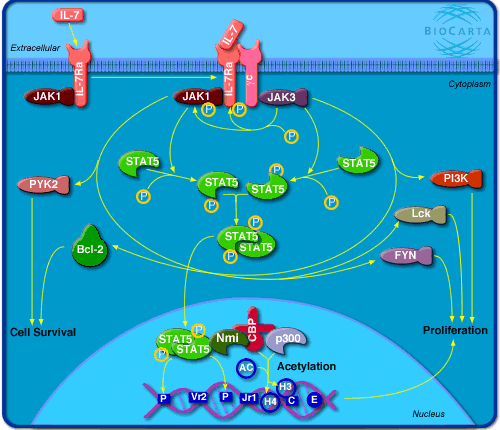 IL-7
IL-7
BIOCARTA
Extracellular
IL-7Ra
IL-7Ra
γc
Cytoplasm
JAK1
JAK1
JAK3
P
P
P
STAT5
STAT5
P
PYK2
STAT5
STAT5
PI3K
P
P
P
Lck
STAT5
STAT5
Bcl-2
P
FYN
Cell Survival
Proliferation
CBP
P
STAT5
STAT5
Nmi
p300
P
AC
Acetylation
H3
P
Vr2
P
Jr1
H4
C
E
Nucleus